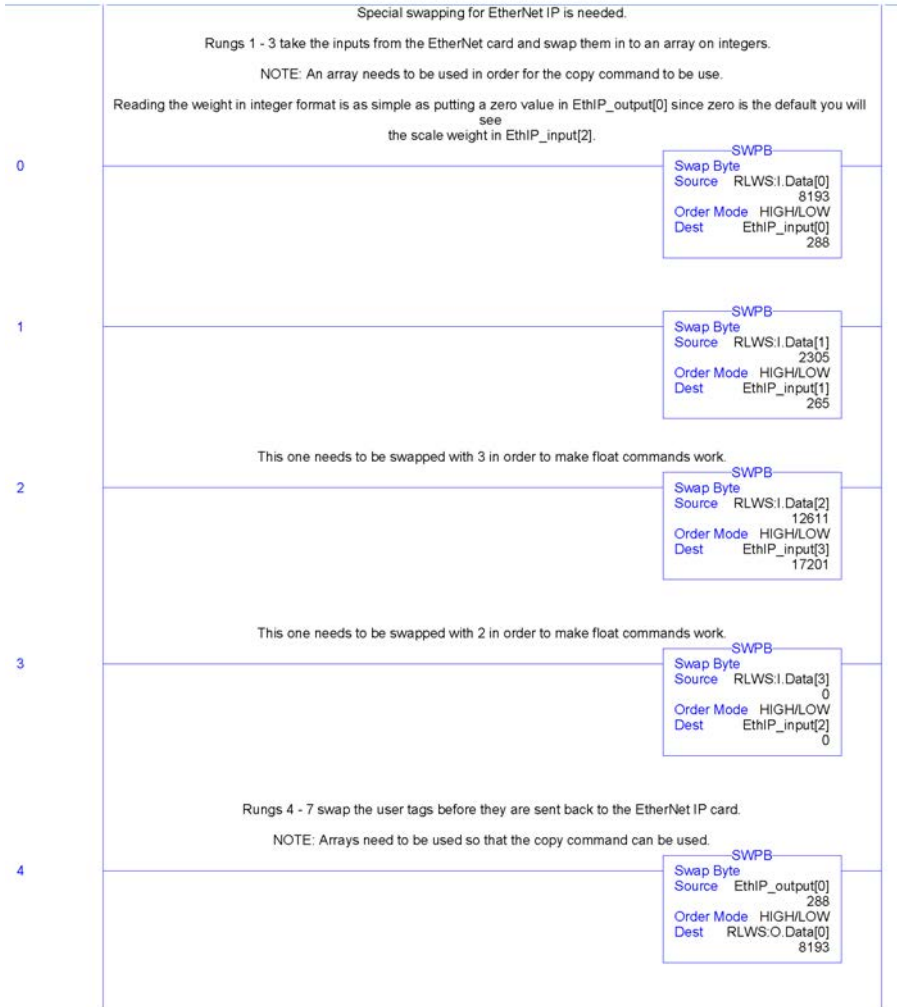 Special swapping for EtherNet IP is needed.
Rungs 1 - 3 take the inputs from the EtherNet card and swap them in to an array on integers.
NOTE: An array needs to be used in order for the copy command to be use.
Reading the weight in integer format is as simple as putting a zero value in EthIP_output[0] since zero is the default you will
see
the scale weight in EthIP_input[2].
0
SWPB
Swap Byte
Source RLWS:I.Data[0]
8193
Order Mode HIGH/LOW
Dest EthIP_input[0]
288
1
SWPB
Swap Byte
Source RLWS:I.Data[1]
2305
Order Mode HIGH/LOW
Dest EthIP_input[1]
265
This one needs to be swapped with 3 in order to make float commands work.
2
SWPB
Swap Byte
Source RLWS:I.Data[2]
12611
Order Mode HIGH/LOW
Dest EthIP_input[3]
17201
This one needs to be swapped with 2 in order to make float commands work.
3
SWPB
Swap Byte
Source RLWS:I.Data[3]
0
Order Mode HIGH/LOW
Dest EthIP_input[2]
0
Rungs 4 - 7 swap the user tags before they are sent back to the EtherNet IP card.
NOTE: Arrays need to be used so that the copy command can be used.
4
SWPB
Swap Byte
Source EthIP_output[0]
288
Order Mode HIGH/LOW
Dest RLWS:O.Data[0]
8193